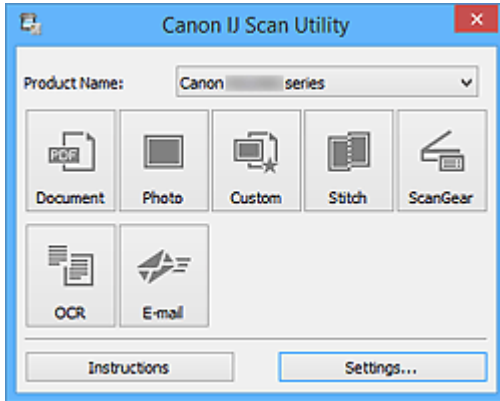 Canon IJ Scan Utility
Product Name: Canon series
PDF
Document Photo Custom Stitch ScanGear
OCR E-mail
Instructions Settings...